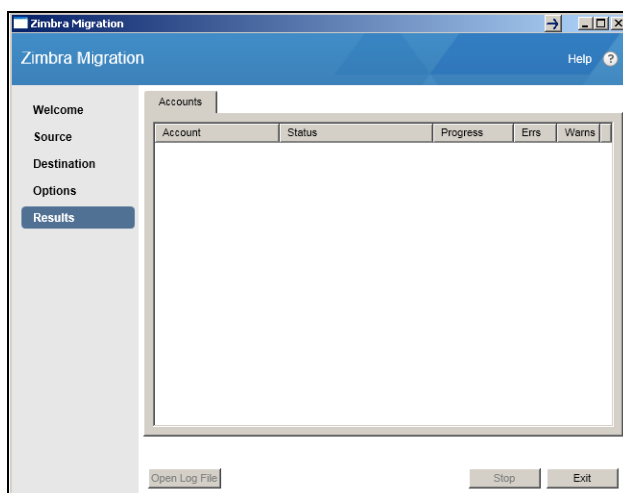 Zimbra Migration
Zimbra Migration
Help ?
Welcome
Source
Destination
Options
Results
Accounts
Account Status Progress Errs Warns
Open Log File Stop Exit